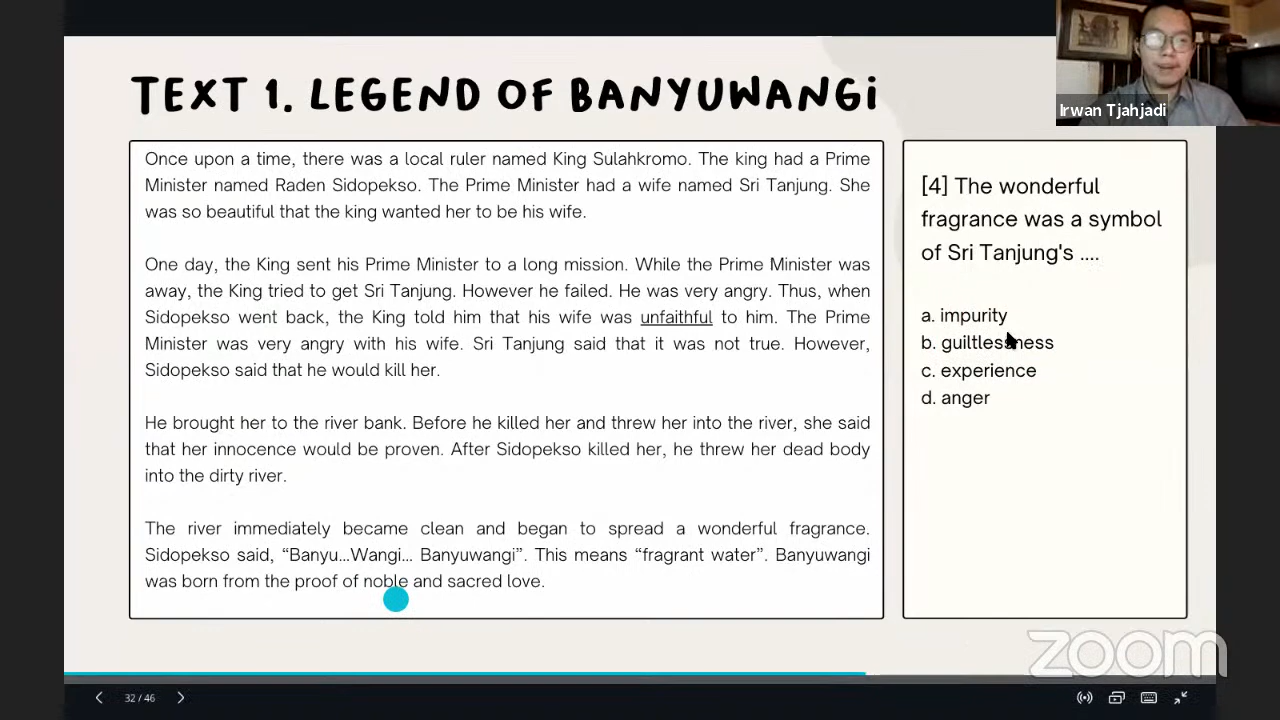 TEXT 1. LEGEND OF BANYUWANGi
Irwan Tjahjadi
Once upon a time, there was a local ruler named King Sulahkromo. The king had a Prime
Minister named Raden Sidopekso. The Prime Minister had a wife named Sri Tanjung. She
was so beautiful that the king wanted her to be his wife.
One day, the King sent his Prime Minister to a long mission. While the Prime Minister was
away, the King tried to get Sri Tanjung. However he failed. He was very angry. Thus, when
Sidopekso went back, the King told him that his wife was unfaithful to him. The Prime
Minister was very angry with his wife. Sri Tanjung said that it was not true. However,
Sidopekso said that he would kill her.
He brought her to the river bank. Before he killed her and threw her into the river, she said
that her innocence would be proven. After Sidopekso killed her, he threw her dead body
into the dirty river.
The river immediately became clean and began to spread a wonderful fragrance.
Sidopekso said, “Banyu...Wangi... Banyuwangi”. This means “fragrant water”. Banyuwangi
was born from the proof of noble and sacred love.
[4] The wonderful
fragrance was a symbol
of Sri Tanjung's ....
a. impurity
b. guiltlessness
c. experience
d. anger
zoom
32 / 46